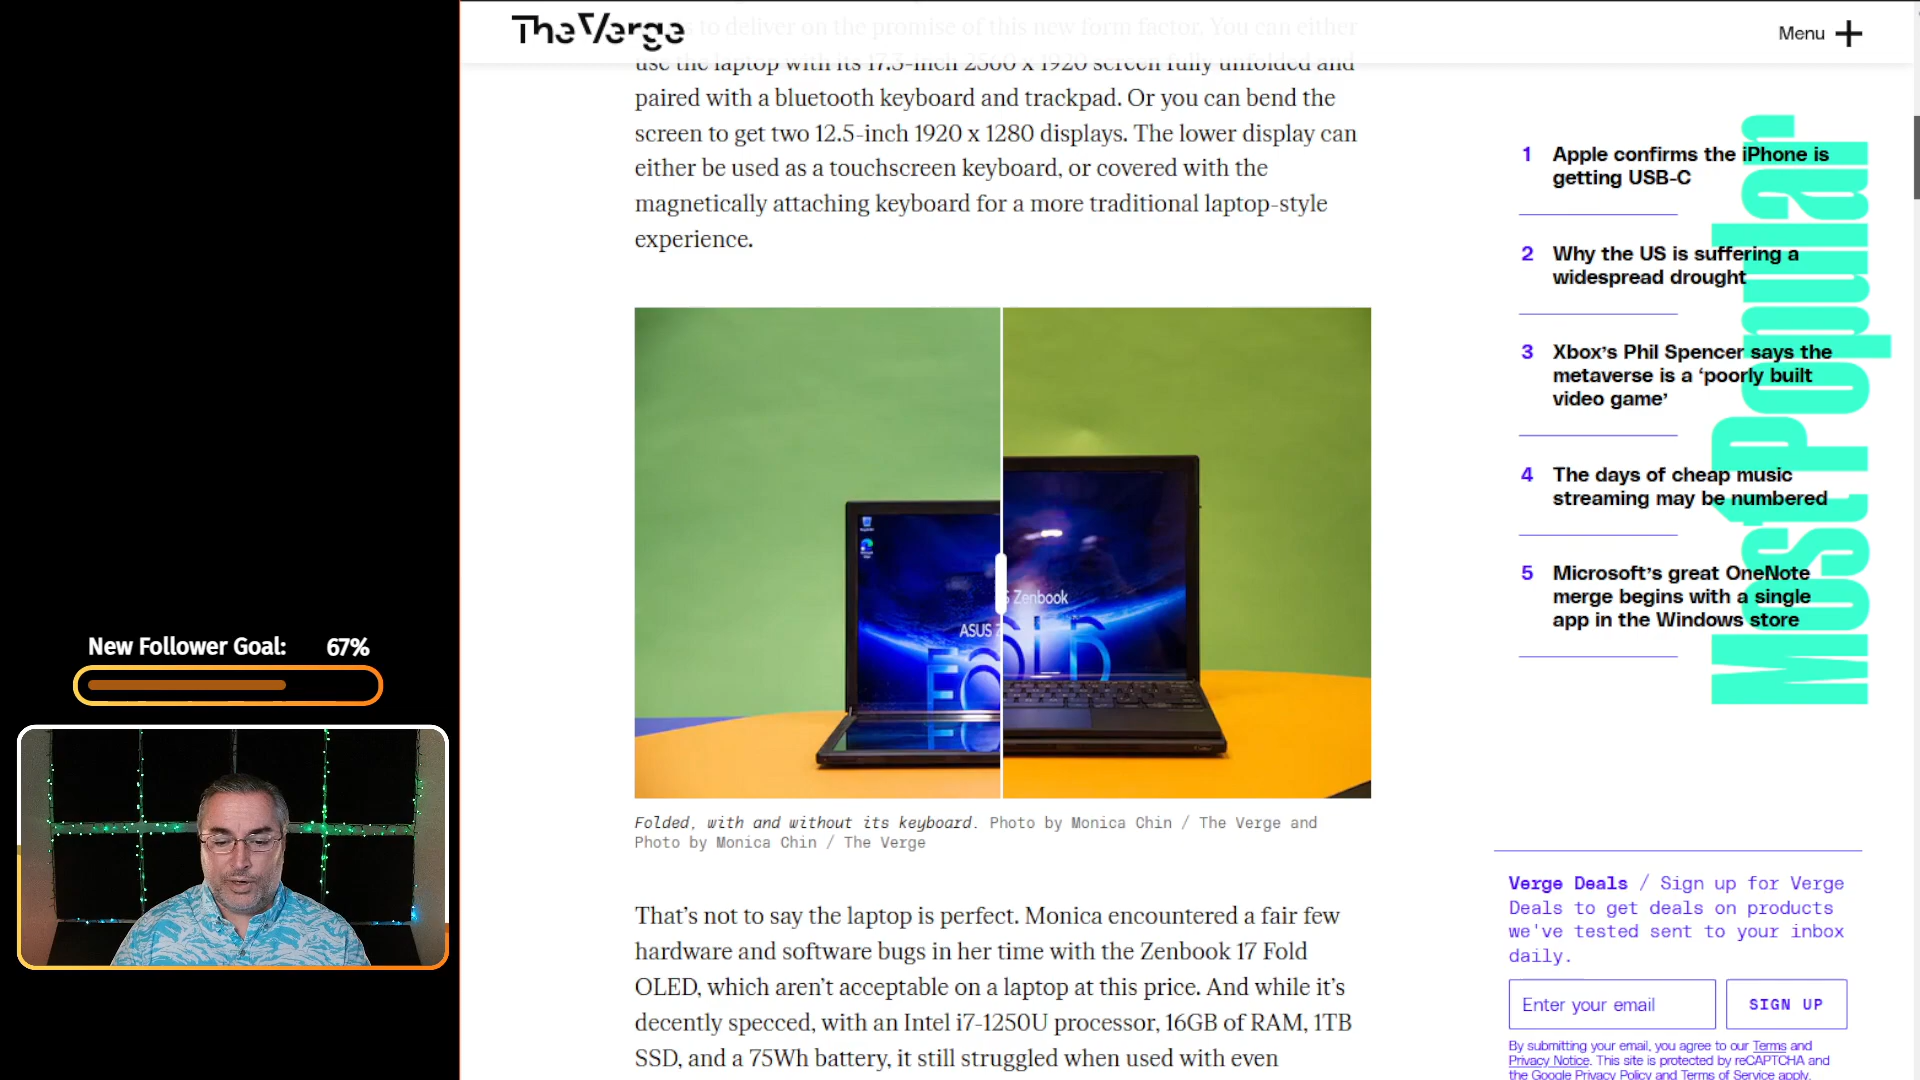 The Verge
Menu
to deliver on the promise of this new form factor. You can either
use the laptop with its 17.3-inch 2560 x 1920 screen fully unfolded and
paired with a bluetooth keyboard and trackpad. Or you can bend the
screen to get two 12.5-inch 1920 x 1280 displays. The lower display can
either be used as a touchscreen keyboard, or covered with the
magnetically attaching keyboard for a more traditional laptop-style
experience.
ASUS Z
FOLD
S Zenbook
Folded, with and without its keyboard. Photo by Monica Chin / The Verge and
Photo by Monica Chin / The Verge
That’s not to say the laptop is perfect. Monica encountered a fair few
hardware and software bugs in her time with the Zenbook 17 Fold
OLED, which aren’t acceptable on a laptop at this price. And while it’s
decently specced, with an Intel i7-1250U processor, 16GB of RAM, 1TB
SSD, and a 75Wh battery, it still struggled when used with even
Most Popular
1 Apple confirms the iPhone is
getting USB-C
2 Why the US is suffering a
widespread drought
3 Xbox’s Phil Spencer says the
metaverse is a ‘poorly built
video game’
4 The days of cheap music
streaming may be numbered
5 Microsoft’s great OneNote
merge begins with a single
app in the Windows store
Verge Deals / Sign up for Verge
Deals to get deals on products
we've tested sent to your inbox
daily.
Enter your email
SIGN UP
By submitting your email, you agree to our Terms and
Privacy Notice. This site is protected by reCAPTCHA and
the Google Privacy Policy and Terms of Service apply.
New Follower Goal: 67%